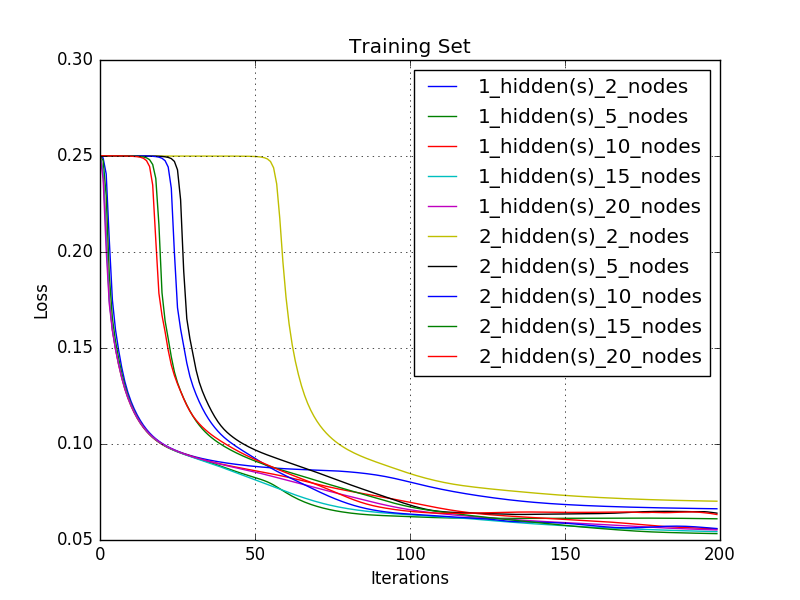 Training Set
0.30
0.25
0.20
0.15
0.10
0.05
Loss
1_hidden(s)_2_nodes
1_hidden(s)_5_nodes
1_hidden(s)_10_nodes
1_hidden(s)_15_nodes
1_hidden(s)_20_nodes
2_hidden(s)_2_nodes
2_hidden(s)_5_nodes
2_hidden(s)_10_nodes
2_hidden(s)_15_nodes
2_hidden(s)_20_nodes
0 50 100 150 200
Iterations